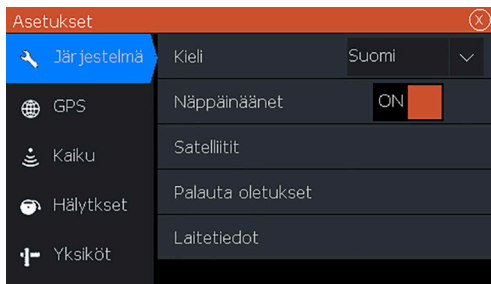 Asetukset
Järjestelmä
Kieli
Suomi
GPS
Näppäinäänet
ON
Kaiku
Satelliitit
Hälytkset
Palauta oletukset
Yksiköt
Laitetiedot